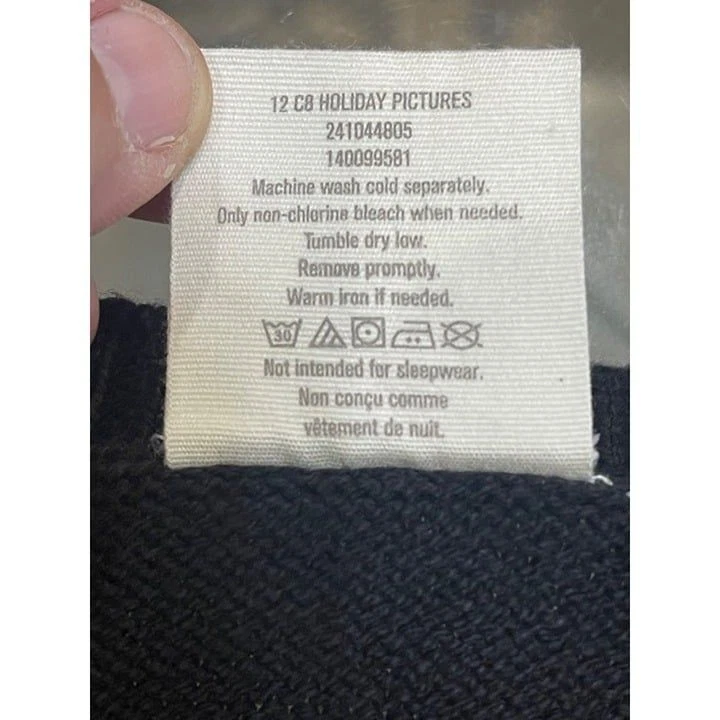 12 C8 HOLIDAY PICTURES
241044805
140099581
Machine wash cold separately.
Only non-chlorine bleach when needed.
Tumble dry low.
Remove promptly.
Warm iron if needed.
30
Not intended for sleepwear.
Non conçu comme
vêtement de nuit.